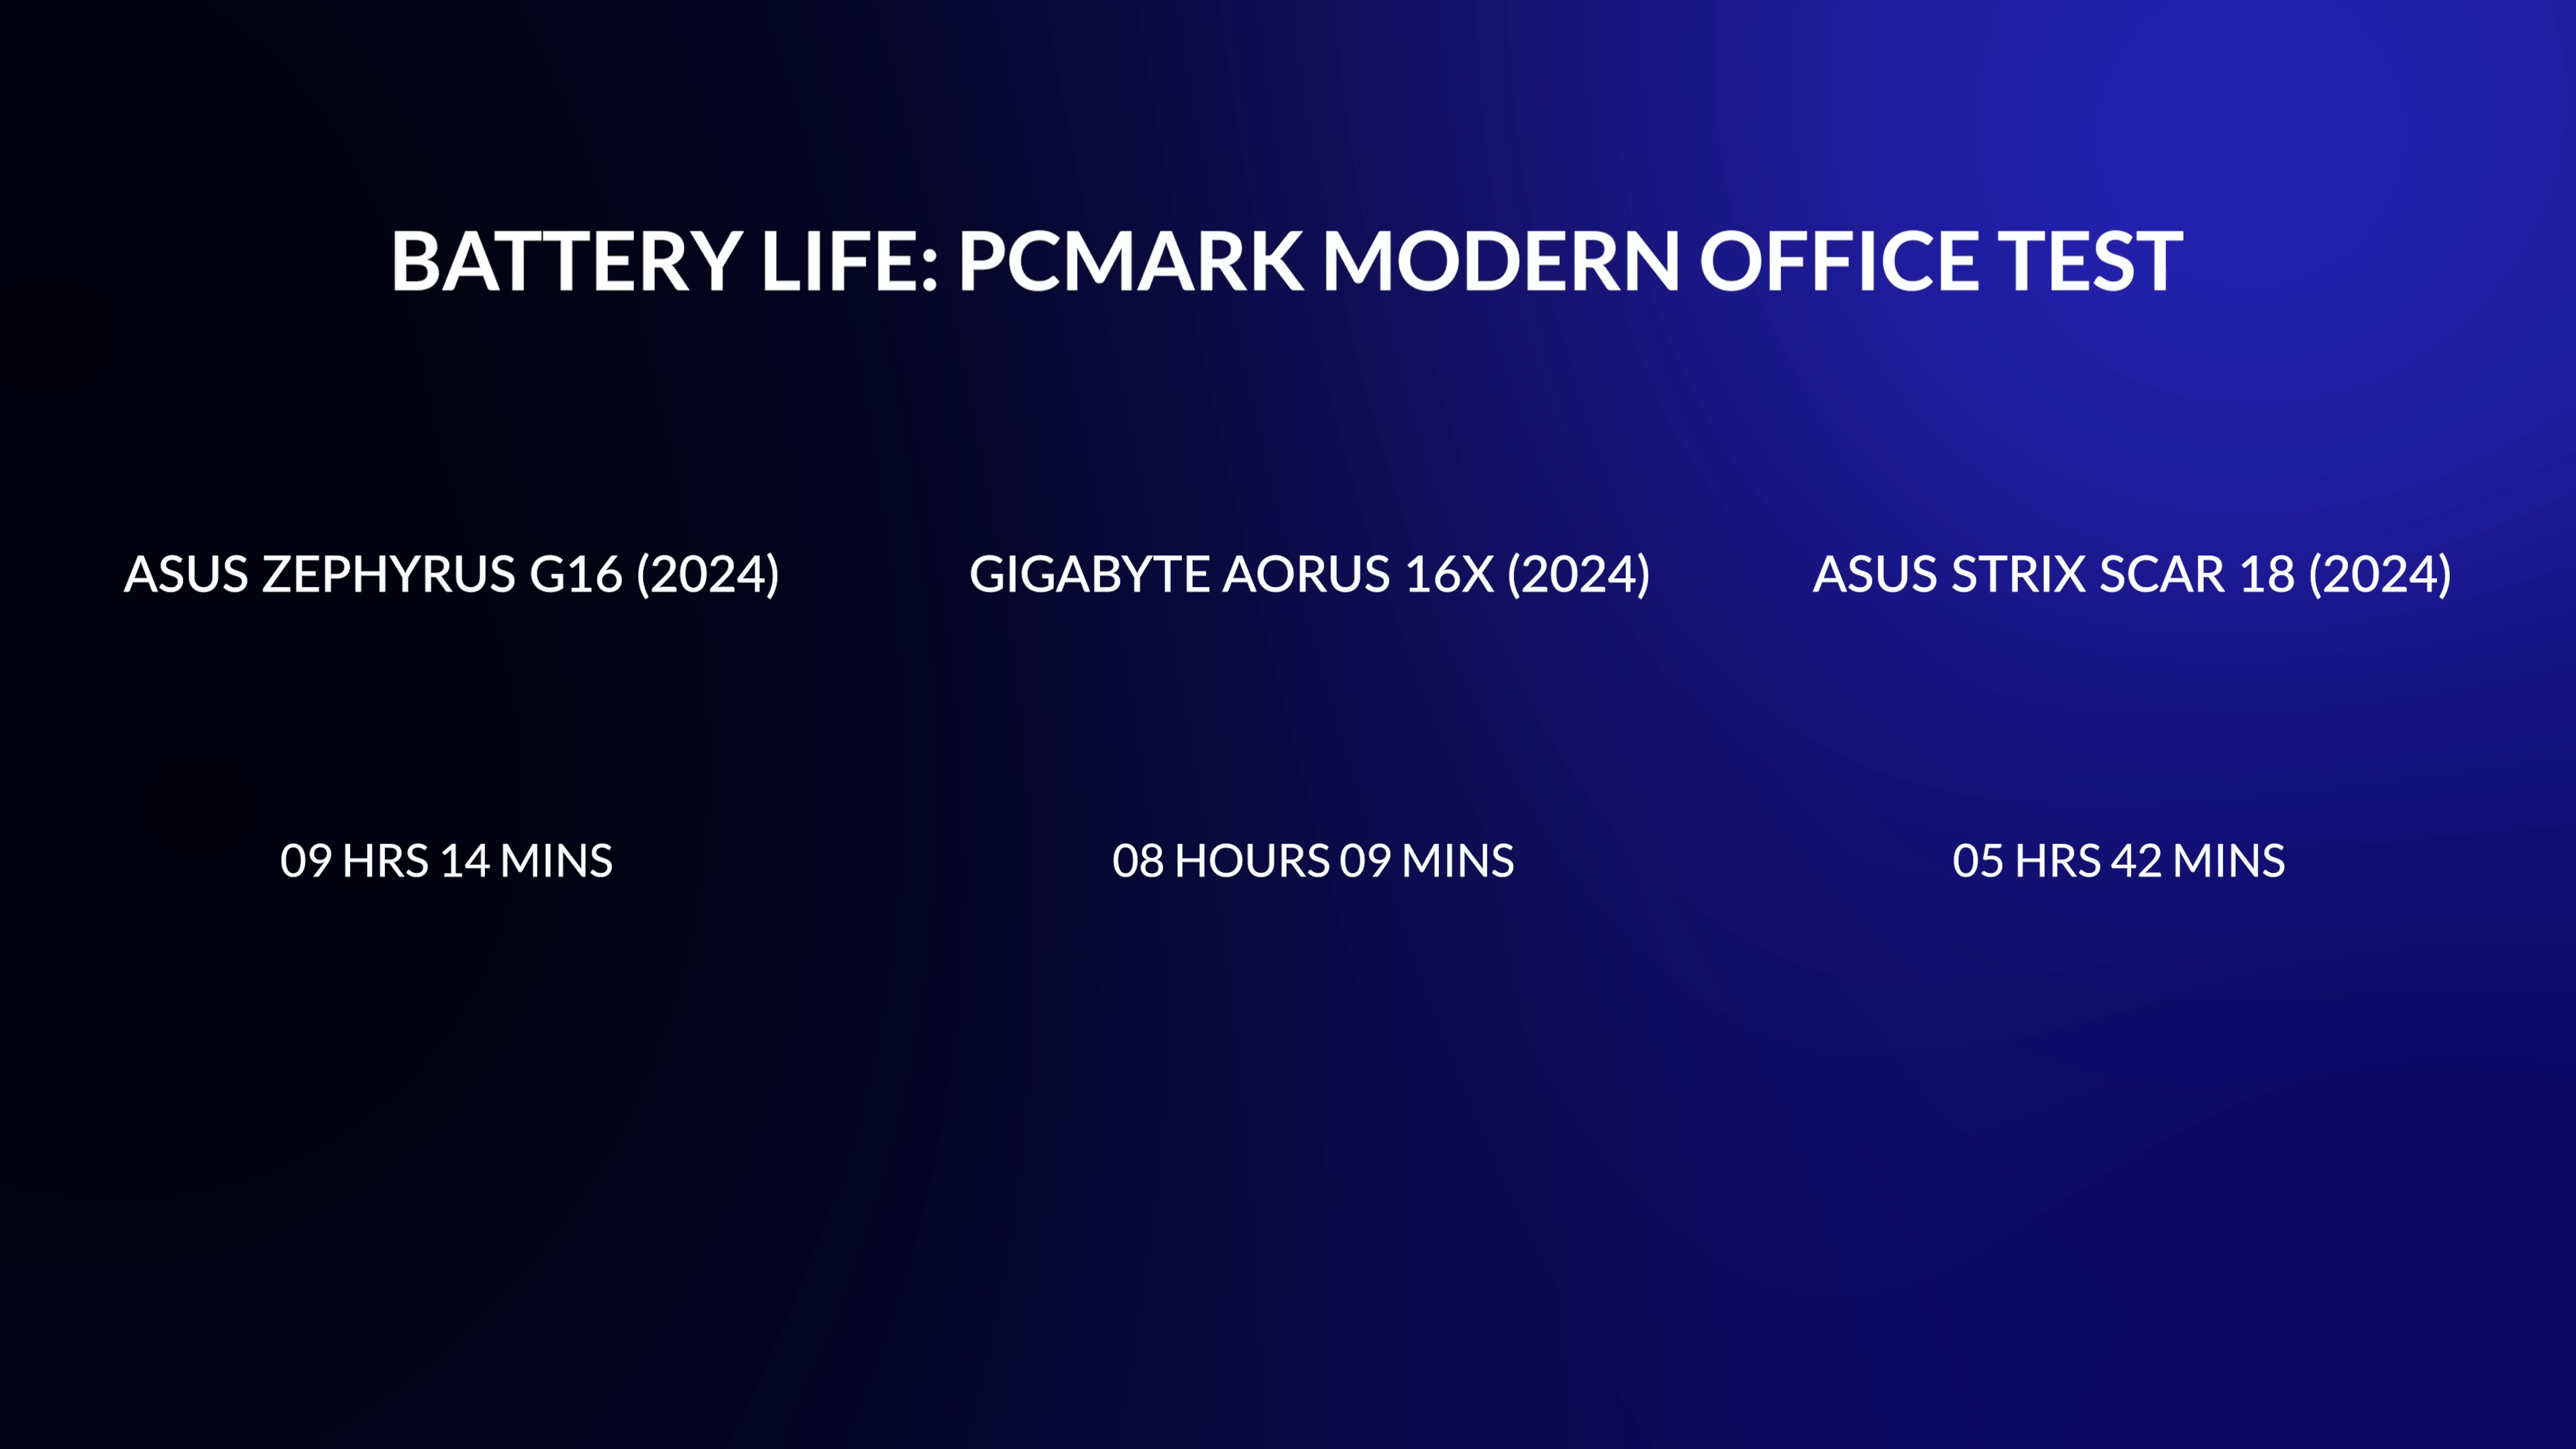 BATTERY LIFE: PCMARK MODERN OFFICE TEST
ASUS ZEPHYRUS G16 (2024)
GIGABYTE AORUS 16X (2024)
ASUS STRIX SCAR 18 (2024)
09 HRS 14 MINS
08 HOURS 09 MINS
05 HRS 42 MINS